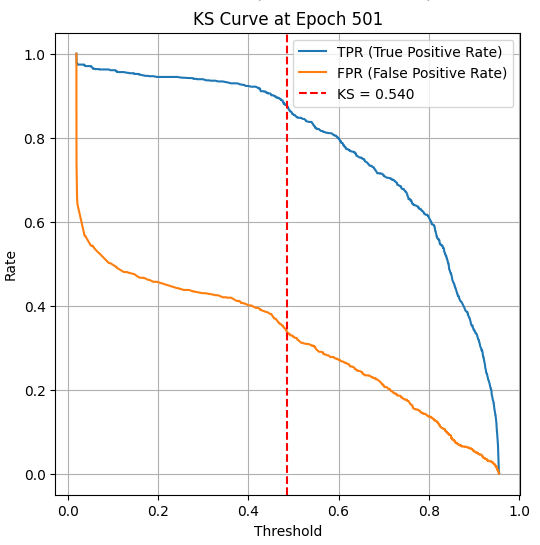 KS Curve at Epoch 501
TPR (True Positive Rate)
FPR (False Positive Rate)
KS = 0.540
Rate
1.0
0.8
0.6
0.4
0.2
0.0
0.0 0.2 0.4 0.6 0.8 1.0
Threshold